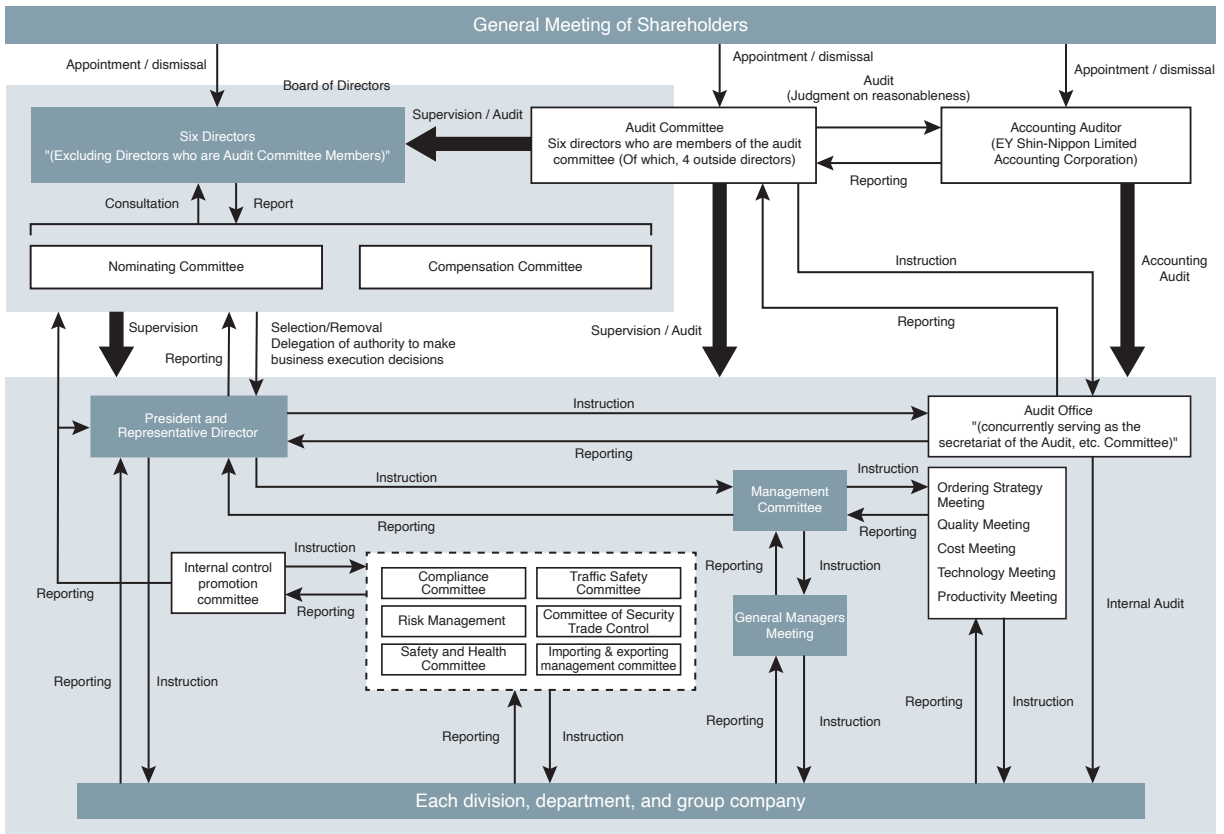 General Meeting of Shareholders
Appointment / dismissal
Appointment / dismissal
Appointment / dismissal
Board of Directors
Audit
(Judgment on reasonableness)
Six Directors
"(Excluding Directors who are Audit Committee Members)"
Supervision / Audit
Audit Committee
Six directors who are members of the audit
committee (Of which, 4 outside directors)
Accounting Auditor
(EY Shin-Nippon Limited
Accounting Corporation)
Reporting
Consultation
Report
Nominating Committee
Compensation Committee
Instruction
Accounting
Audit
Supervision
Reporting
Selection/Removal
Delegation of authority to make
business execution decisions
Supervision / Audit
Reporting
President and
Representative Director
Instruction
Audit Office
"(concurrently serving as the
secretariat of the Audit, etc. Committee)"
Reporting
Instruction
Management
Committee
Instruction
Reporting
Reporting
Ordering Strategy
Meeting
Quality Meeting
Cost Meeting
Technology Meeting
Productivity Meeting
Reporting
Internal control
promotion
committee
Instruction
Reporting
Compliance
Committee
Traffic Safety
Committee
Risk Management
Committee of Security
Trade Control
Safety and Health
Committee
Importing & exporting
management committee
Reporting
Instruction
General Managers
Meeting
Internal Audit
Reporting
Instruction
Reporting
Instruction
Reporting
Instruction
Reporting
Instruction
Each division, department, and group company